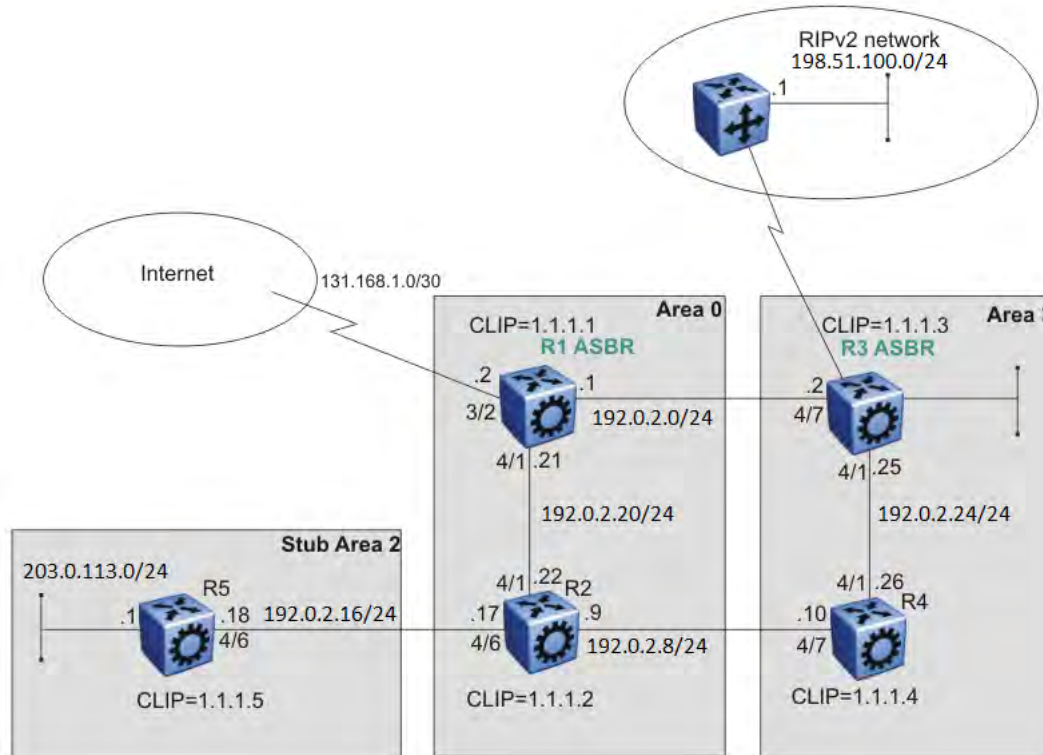 RIPv2 network
198.51.100.0/24
.1
Internet
131.168.1.0/30
Area 0
CLIP=1.1.1.1
R1 ASBR
.2
.1
3/2
192.0.2.0/24
4/1
.21
192.0.2.20/24
Area 3
CLIP=1.1.1.3
R3 ASBR
.2
4/7
4/1
.25
192.0.2.24/24
Stub Area 2
203.0.113.0/24
R5
.1
.18
4/6
192.0.2.16/24
CLIP=1.1.1.5
4/1
.22
R2
.17
.9
4/6
192.0.2.8/24
CLIP=1.1.1.2
4/1
.26
R4
.10
4/7
CLIP=1.1.1.4